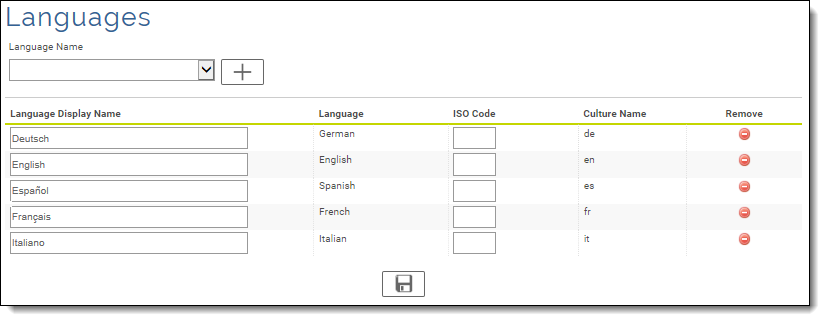 Languages
Language Name
Language Display Name Language ISO Code Culture Name Remove
Deutsch German de
English English en
Español Spanish es
Français French fr
Italiano Italian it